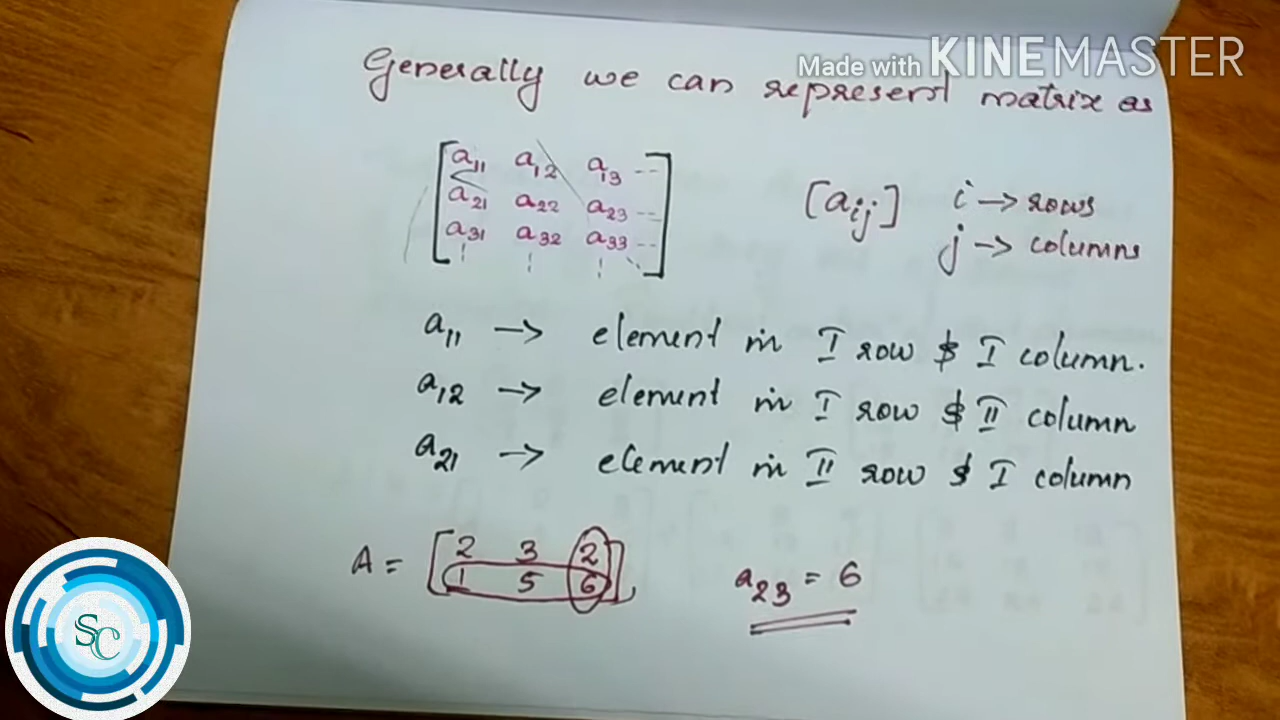 Made with KINEMASTER
Generally we can represent matrix as
a11 a12 a13 --
a21 a22 a23 --
a31 a32 a33 --
[aij] i → rows
j → columns
a11 → element in I row & I column.
a12 → element in I row & II column
a21 → element in II row & I column
A = [2 3 2
1 5 6], a23 = 6
SC